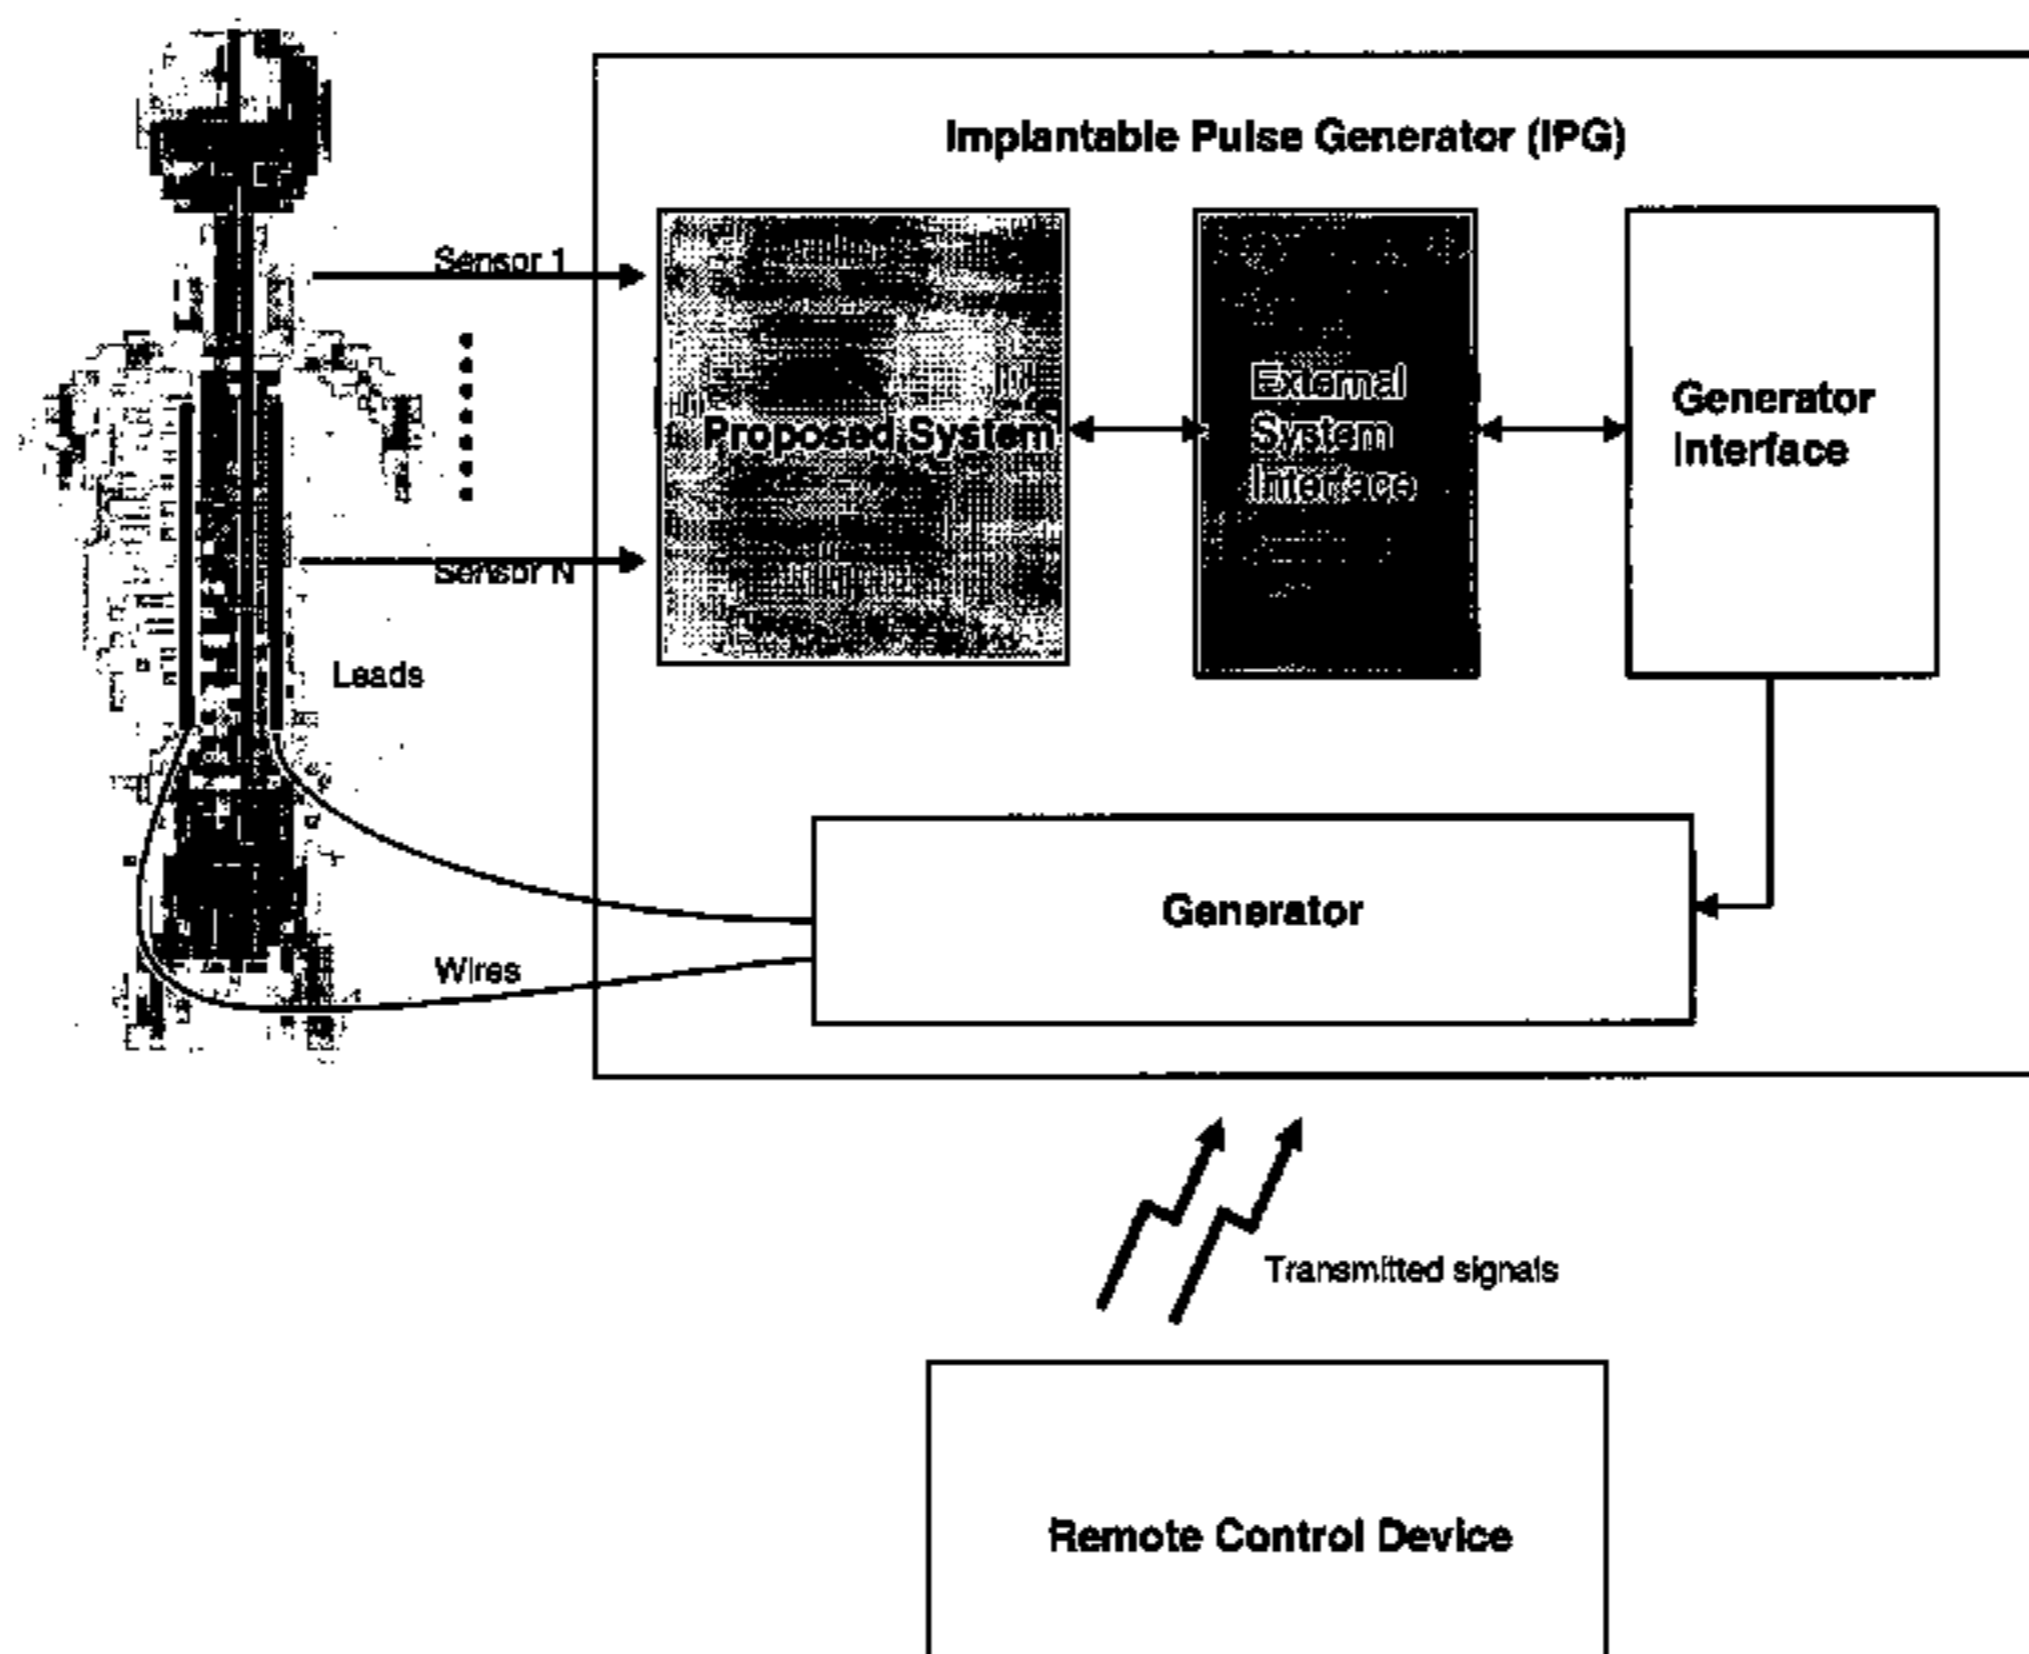 Implantable Pulse Generator (IPG)
Sensor 1
Sensor N
Proposed System
External
System
Interface
Generator
Interface
Leads
Generator
Wires
Transmitted signals
Remote Control Device